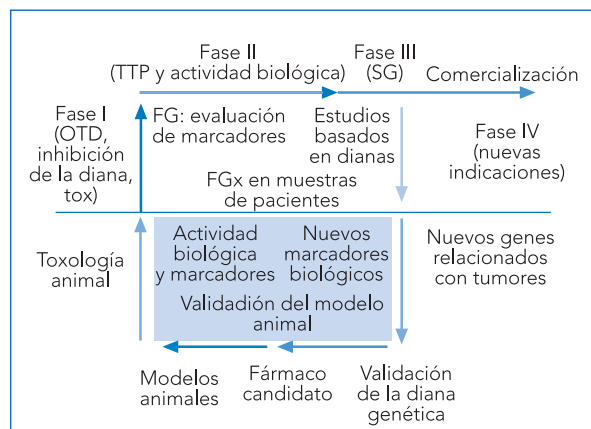 Fase II
(TTP y actividad biológica)
Fase III
(SG)
Comercialización
Fase I
(OTD,
inhibición
de la diana,
tox)
FG: evaluación
de marcadores
Estudios
basados
en dianas
Fase IV
(nuevas
indicaciones)
FGx en muestras
de pacientes
Toxología
animal
Actividad
biológica
y marcadores
Nuevos
marcadores
biológicos
Nuevos genes
relacionados
con tumores
Validadión del modelo
animal
Modelos
animales
Fármaco
candidato
Validación
de la diana
genética